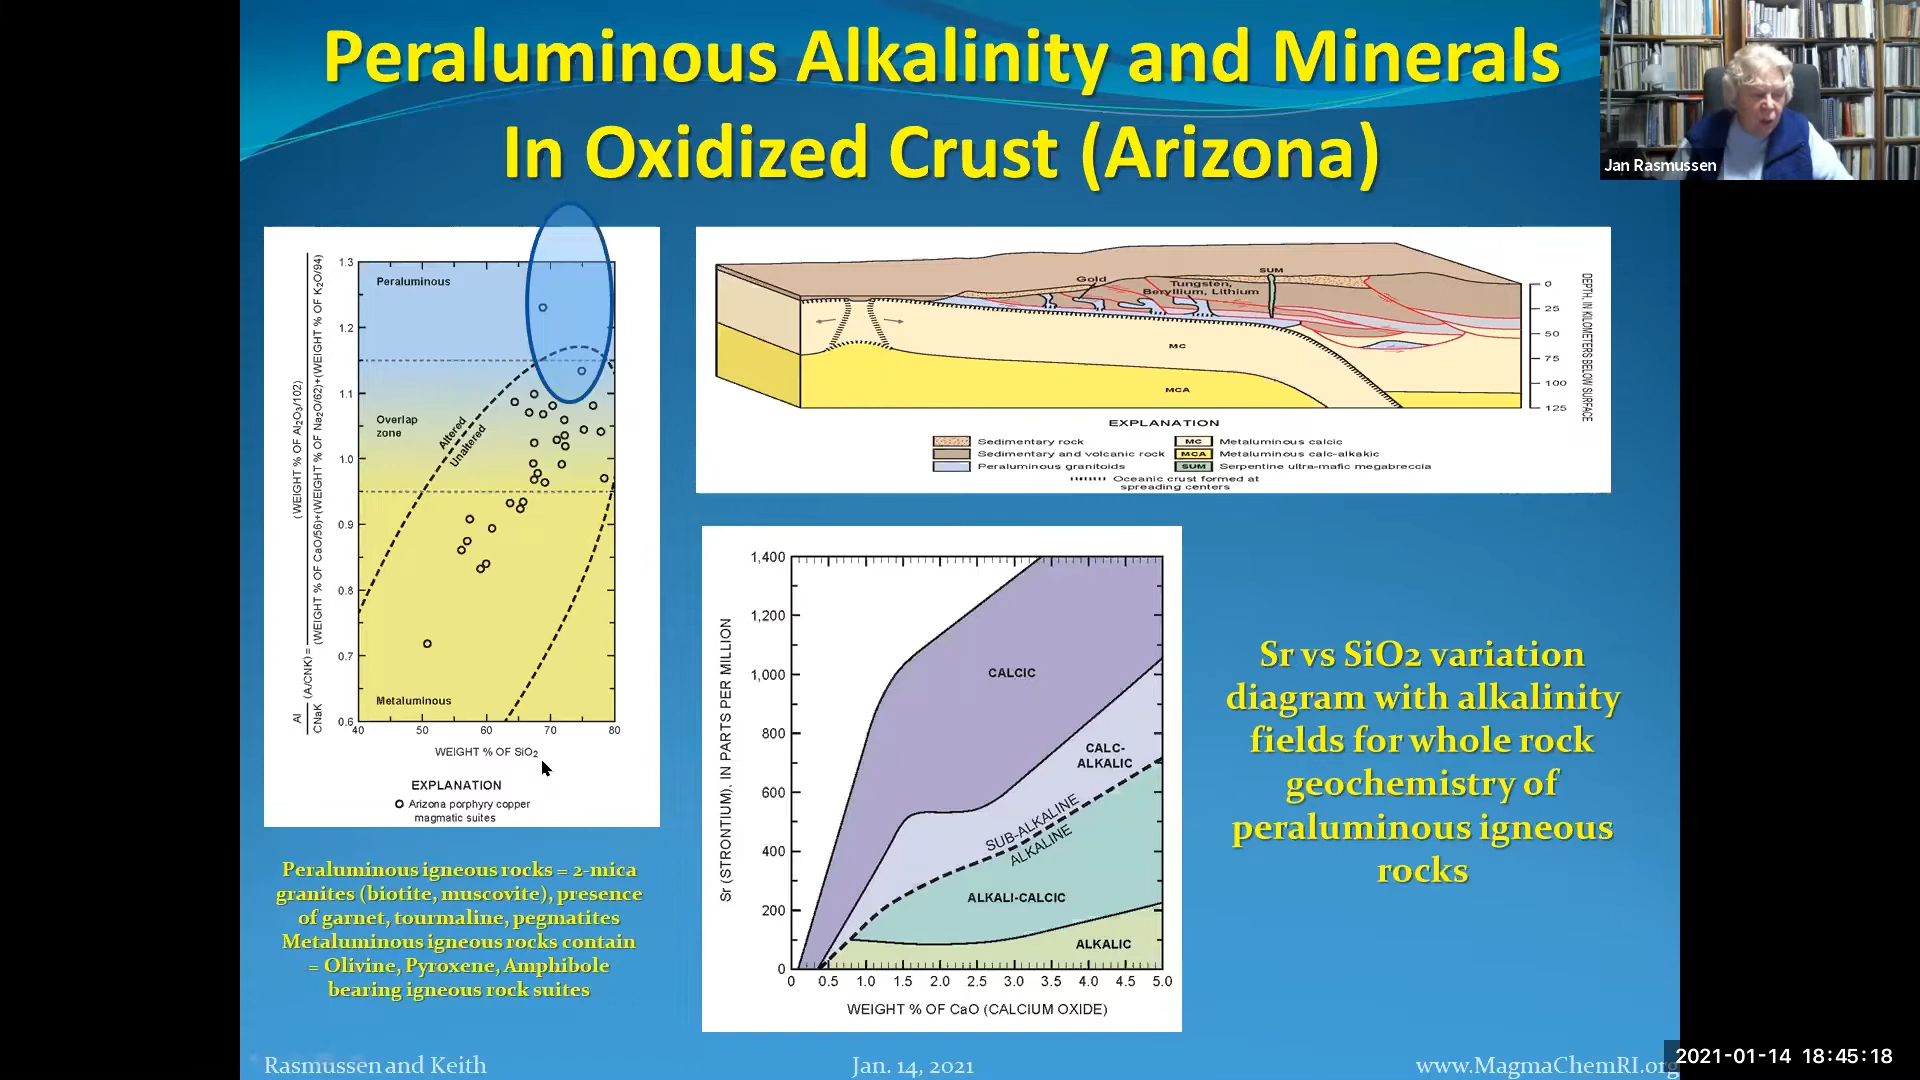 Peraluminous Alkalinity and Minerals
In Oxidized Crust (Arizona)
Jan Rasmussen
Al
CNaK
(A/CNK) =
(WEIGHT % OF Al2O3/102)
(WEIGHT % OF CaO/56)+(WEIGHT % OF Na2O/62)+(WEIGHT % OF K2O/94)
1.3
1.2
1.1
1.0
0.9
0.8
0.7
0.6
Peraluminous
Overlap
zone
Altered
Unaltered
Metaluminous
40 50 60 70 80
WEIGHT % OF SiO2
EXPLANATION
Arizona porphyry copper
magmatic suites
Peraluminous igneous rocks = 2-mica
granites (biotite, muscovite), presence
of garnet, tourmaline, pegmatites
Metaluminous igneous rocks contain
= Olivine, Pyroxene, Amphibole
bearing igneous rock suites
SUM
Gold
Tungsten,
Beryllium, Lithium
MC
MCA
0
25
50
75
100
125
DEPTH, IN KILOMETERS BELOW SURFACE
EXPLANATION
Sedimentary rock
Sedimentary and volcanic rock
Peraluminous granitoids
MC Metaluminous calcic
MCA Metaluminous calc-alkakic
SUM Serpentine ultra-mafic megabreccia
Oceanic crust formed at
spreading centers
Sr (STRONTIUM), IN PARTS PER MILLION
1,400
1,200
1,000
800
600
400
200
0
CALCIC
CALC-
ALKALIC
SUB-ALKALINE
ALKALINE
ALKALI-CALCIC
ALKALIC
0 0.5 1.0 1.5 2.0 2.5 3.0 3.5 4.0 4.5 5.0
WEIGHT % OF CaO (CALCIUM OXIDE)
Sr vs SiO2 variation
diagram with alkalinity
fields for whole rock
geochemistry of
peraluminous igneous
rocks
Rasmussen and Keith
Jan. 14, 2021
www.MagmaChemRI.org
2021-01-14 18:45:18